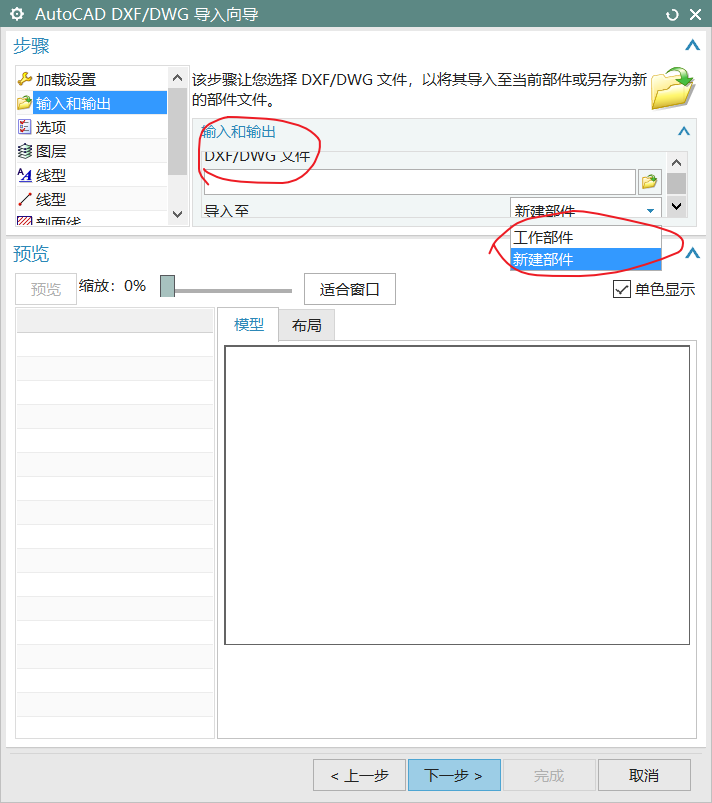 AutoCAD DXF/DWG 导入向导
步骤
加载设置
输入和输出
选项
图层
线型
线型
剖面线
该步骤让您选择 DXF/DWG 文件，以将其导入至当前部件或另存为新
的部件文件。
输入和输出
DXF/DWG 文件
导入至
新建部件
工作部件
新建部件
预览
预览
缩放：0%
适合窗口
单色显示
模型
布局
< 上一步
下一步 >
完成
取消